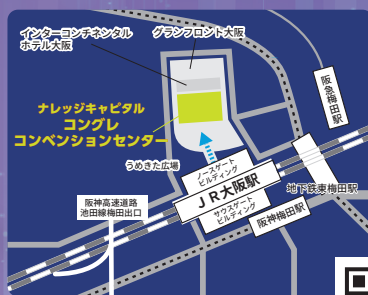 インターコンチネンタル
ホテル大阪
グランフロント大阪
ナレッジキャピタル
コングレ
コンベンションセンター
阪急梅田駅
うめきた広場
ノースゲート
ビルディング
JR大阪駅
地下鉄東梅田駅
阪神高速道路
池田線梅田出口
サウスゲート
ビルディング
阪神梅田駅